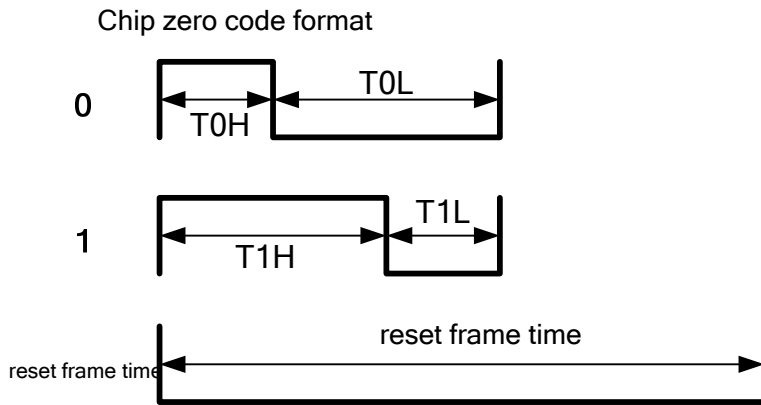 Chip zero code format
0
T0H
T0L
1
T1H
T1L
reset frame time
reset frame time